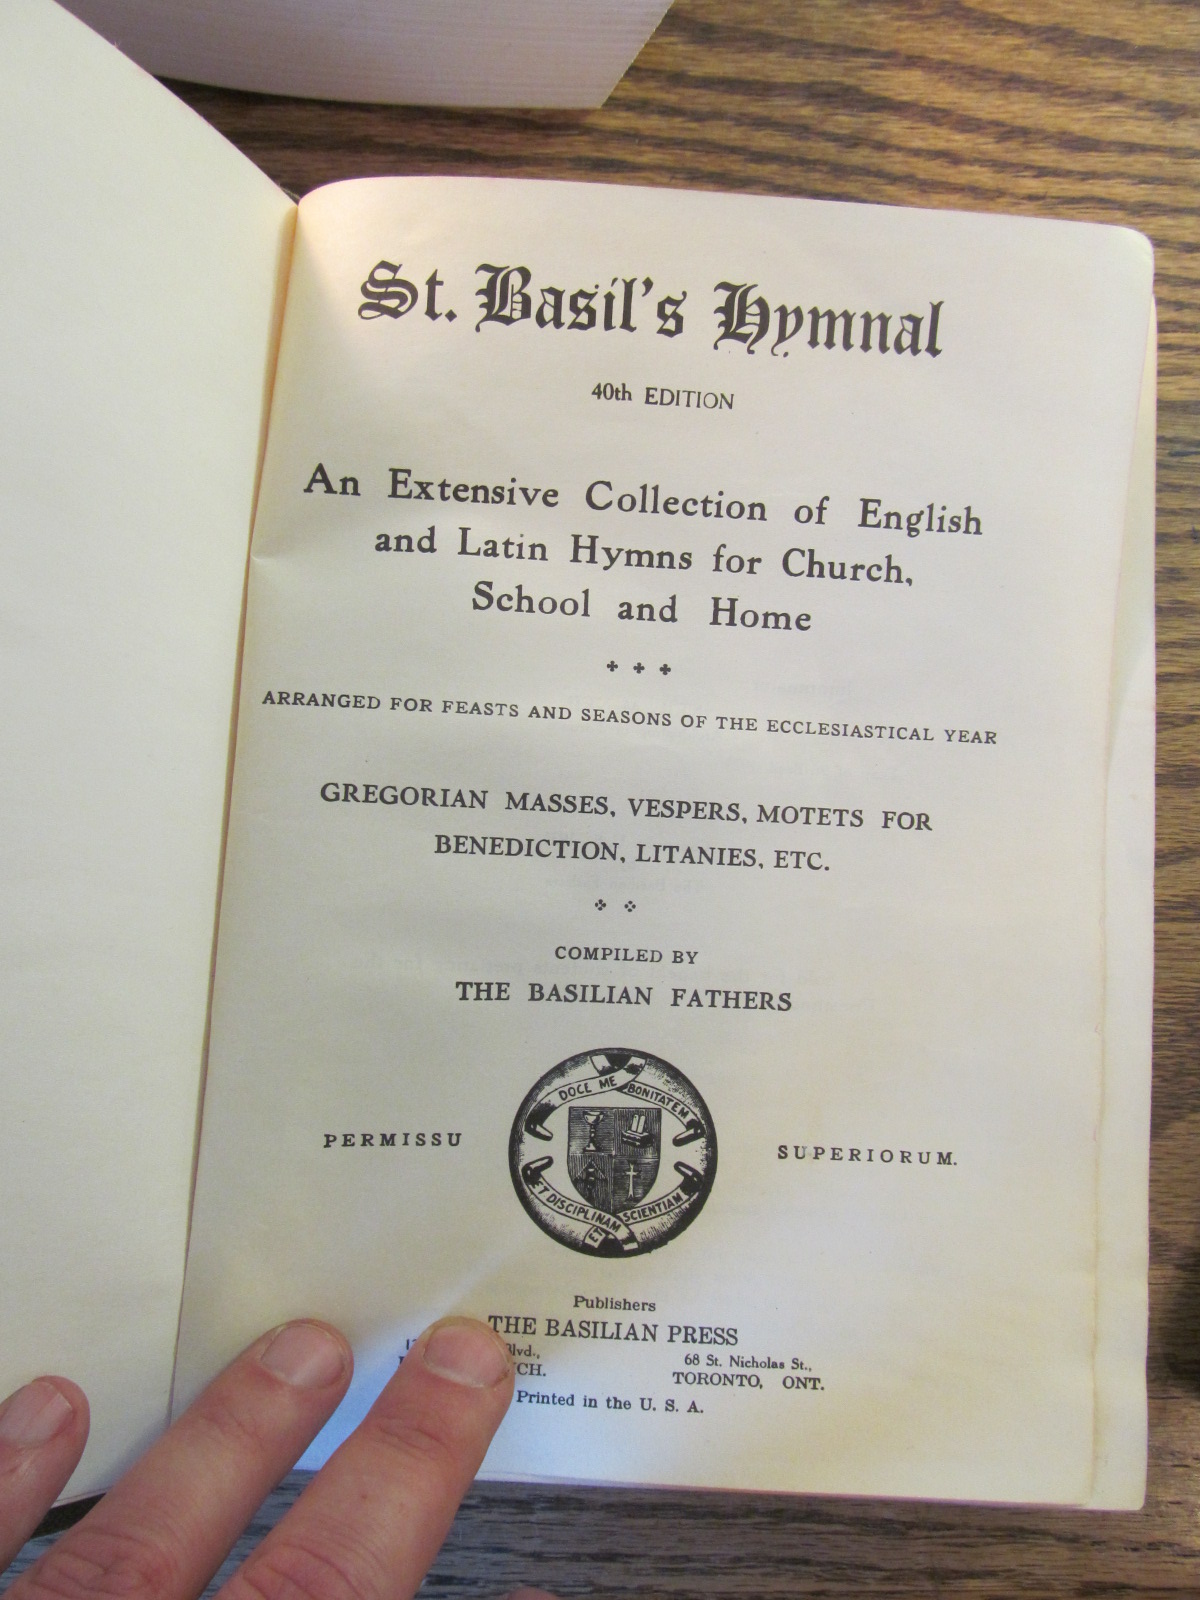 St. Basil's Hymnal
40th EDITION
An Extensive Collection of English
and Latin Hymns for Church,
School and Home
ARRANGED FOR FEASTS AND SEASONS OF THE ECCLESIASTICAL YEAR
GREGORIAN MASSES, VESPERS, MOTETS FOR
BENEDICTION, LITANIES, ETC.
COMPILED BY
THE BASILIAN FATHERS
DOCE ME BONITATEM
PERMISSU
SUPERIORUM.
ET DISCIPLINAM ET SCIENTIAM
Publishers
THE BASILIAN PRESS
Blvd.,
68 St. Nicholas St.,
TORONTO, ONT.
Printed in the U. S. A.